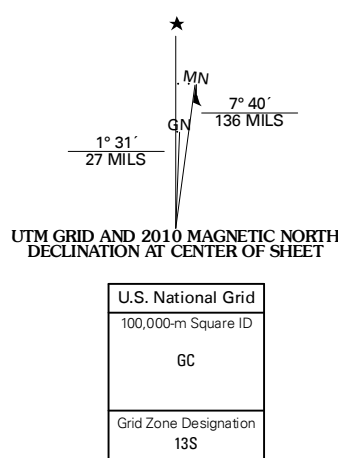 ★
MN
7° 40´
136 MILS
GN
1° 31´
27 MILS
UTM GRID AND 2010 MAGNETIC NORTH
DECLINATION AT CENTER OF SHEET
U.S. National Grid
100,000-m Square ID
GC
Grid Zone Designation
13S